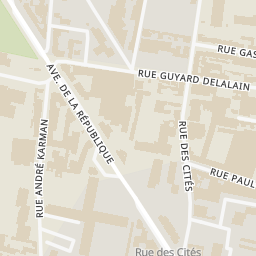 RUE GAS
RUE GUYARD DELALAIN
AVE. DE LA RÉPUBLIQUE
RUE ANDRÉ KARMAN
RUE DES CITÉS
RUE PAUL
Rue des Cités